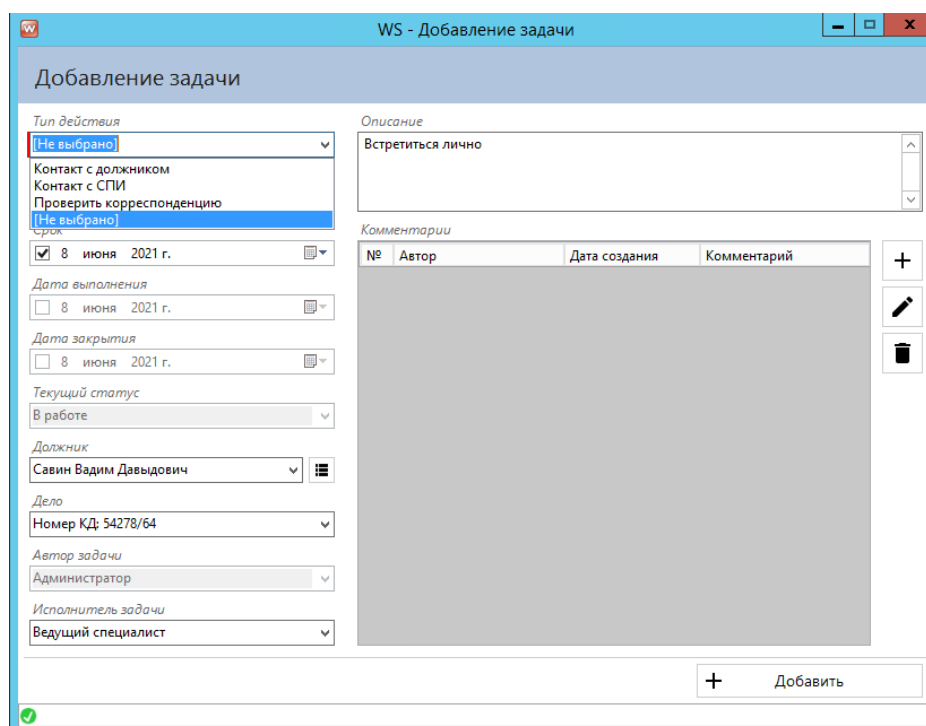 WS - Добавление задачи
Добавление задачи
Тип действия
[Не выбрано]
Контакт с должником
Контакт с СПИ
Проверить корреспонденцию
[Не выбрано]
Срок
8 июня 2021 г.
Дата выполнения
8 июня 2021 г.
Дата закрытия
8 июня 2021 г.
Текущий статус
В работе
Должник
Савин Вадим Давыдович
Дело
Номер КД: 54278/64
Автор задачи
Администратор
Исполнитель задачи
Ведущий специалист
Описание
Встретиться лично
Комментарии
№ Автор Дата создания Комментарий
Добавить